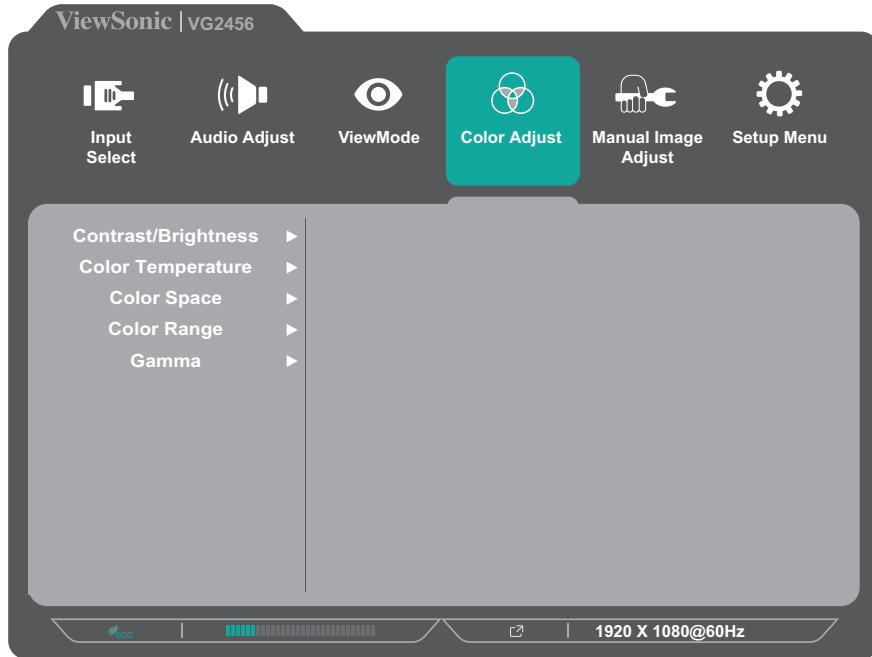 ViewSonic | VG2456
Input Select
Audio Adjust
ViewMode
Color Adjust
Manual Image Adjust
Setup Menu
Contrast/Brightness
Color Temperature
Color Space
Color Range
Gamma
eco
1920 X 1080@60Hz